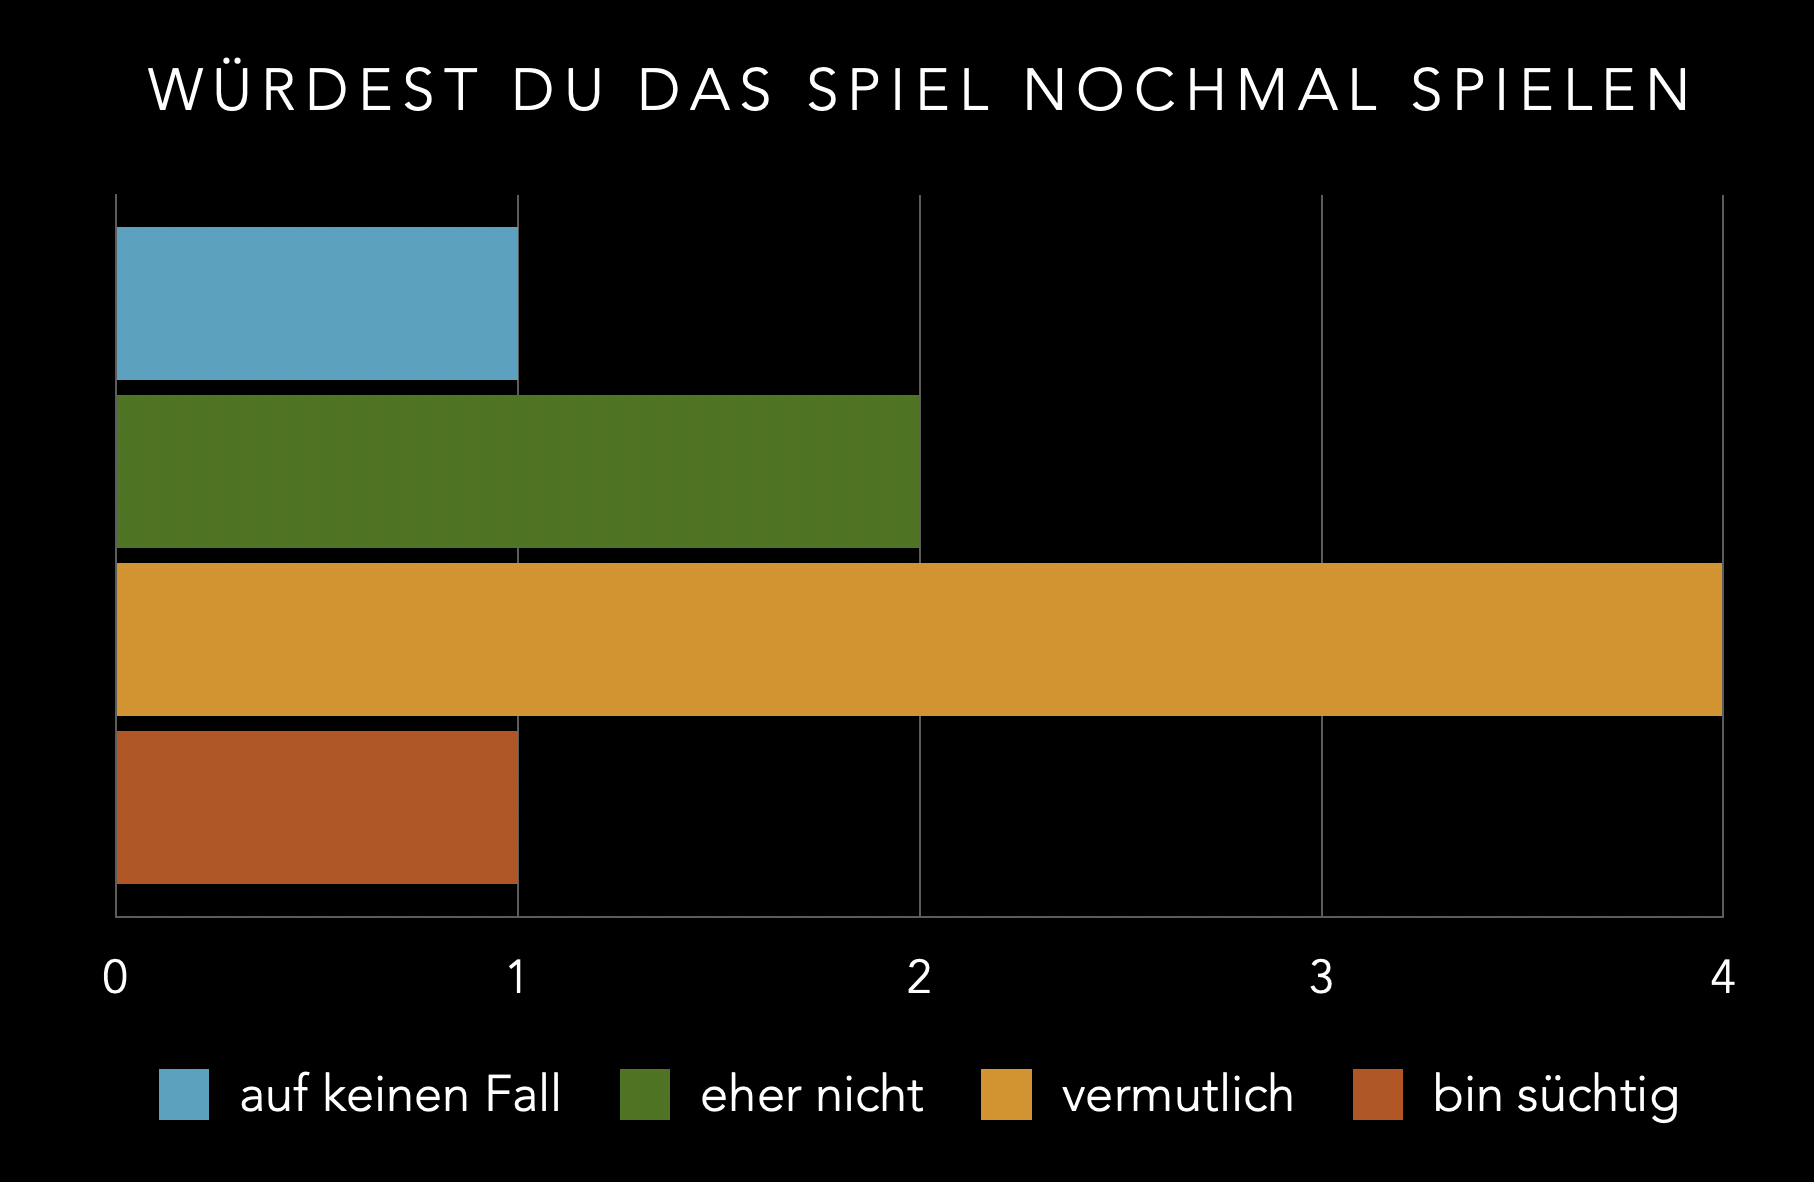 WÜRDEST DU DAS SPIEL NOCHMAL SPIELEN
0 1 2 3 4
auf keinen Fall eher nicht vermutlich bin süchtig